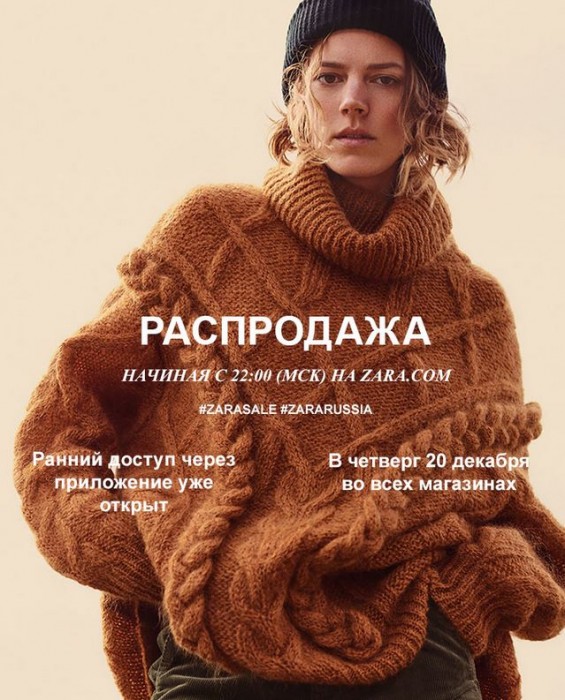 РАСПРОДАЖА
НАЧИНАЯ С 22:00 (МСК) НА ZARA.COM
#ZARASALE #ZARARUSSIA
Ранний доступ через
приложение уже
открыт
В четверг 20 декабря
во всех магазинах